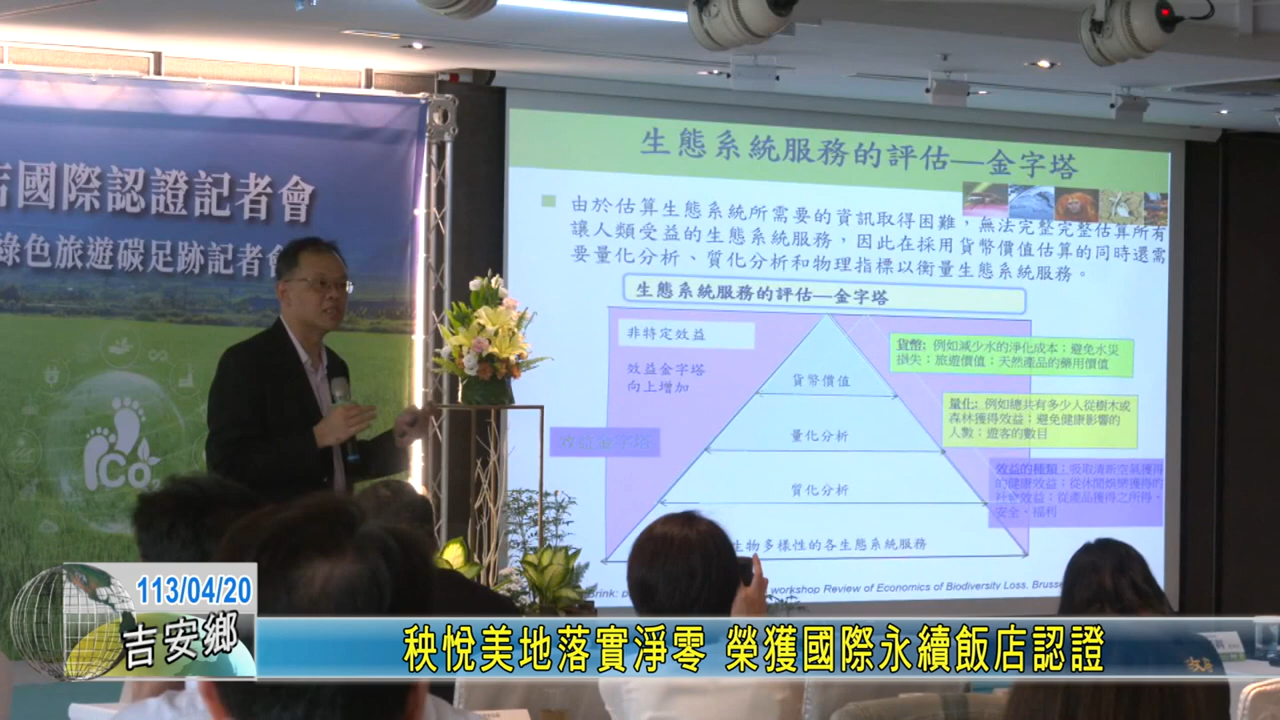 店國際認證記者會
綠色旅遊碳足跡記者會
CO2
生態系統服務的評估—金字塔
由於估算生態系統所需要的資訊取得困難，無法完整完整估算所有
讓人類受益的生態系統服務，因此在採用貨幣價值估算的同時還需
要量化分析、質化分析和物理指標以衡量生態系統服務。
生態系統服務的評估—金字塔
非特定效益
效益金字塔
向上增加
效益金字塔
貨幣價值
量化分析
質化分析
生物多樣性的各生態系統服務
貨幣: 例如減少水的淨化成本；避免水災
損失；旅遊價值；天然產品的藥用價值
量化: 例如總共有多少人從樹木或
森林獲得效益；避免健康影響的
人數；遊客的數目
效益的種類：吸取清新空氣獲得
的健康效益；從休閒娛樂獲得的
社會效益；從產品獲得之所得、
安全、福利
Brink: workshop Review of Economics of Biodiversity Loss,
113/04/20
吉安鄉
秧悅美地落實淨零 榮獲國際永續飯店認證